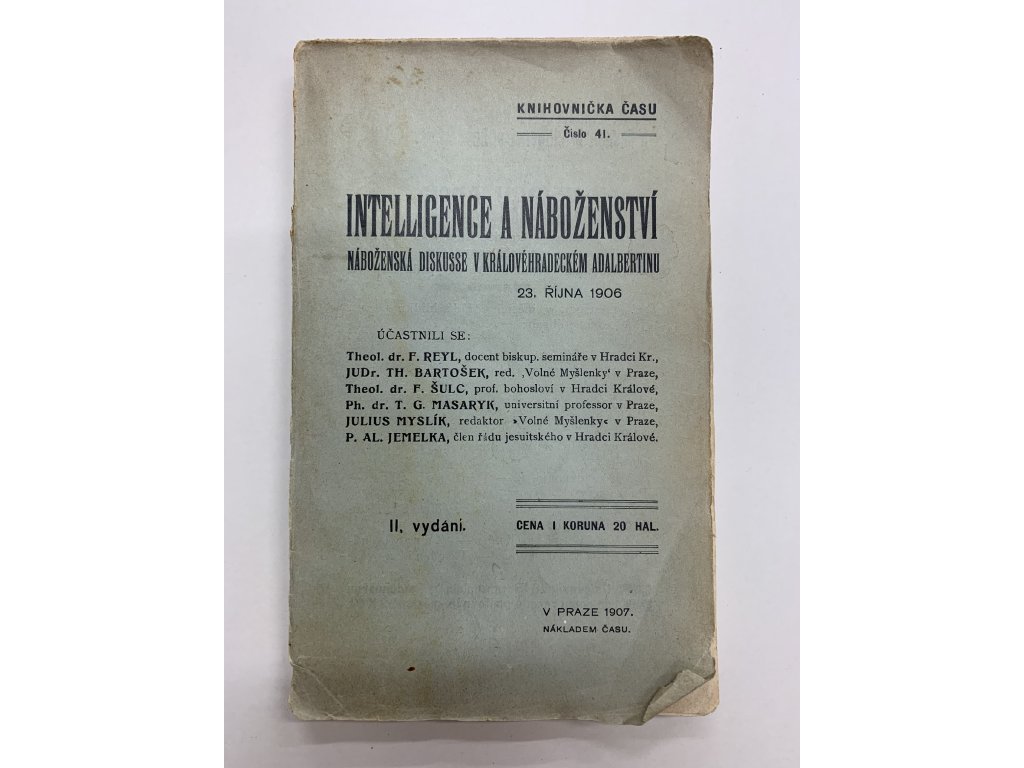 KNIHOVNIČKA ČASU
Číslo 41.
INTELLIGENCE A NÁBOŽENSTVÍ
NÁBOŽENSKÁ DISKUSSE V KRÁLOVÉHRADECKÉM ADALBERTINU
23. ŘÍJNA 1906
ÚČASTNILI SE:
Theol. dr. F. REYL, docent biskup. semináře v Hradci Kr.,
JUDr. TH. BARTOŠEK, red. ‚Volné Myšlenky‘ v Praze,
Theol. dr. F. ŠULC, prof. bohosloví v Hradci Králové,
Ph. dr. T. G. MASARYK, universitní professor v Praze,
JULIUS MYSLÍK, redaktor »Volné Myšlenky« v Praze,
P. AL. JEMELKA, člen řádu jesuitského v Hradci Králové.
II. vydání.
CENA I KORUNA 20 HAL.
V PRAZE 1907.
NÁKLADEM ČASU.